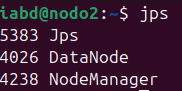 iabd@nodo2:~$ jps
5383 Jps
4026 DataNode
4238 NodeManager